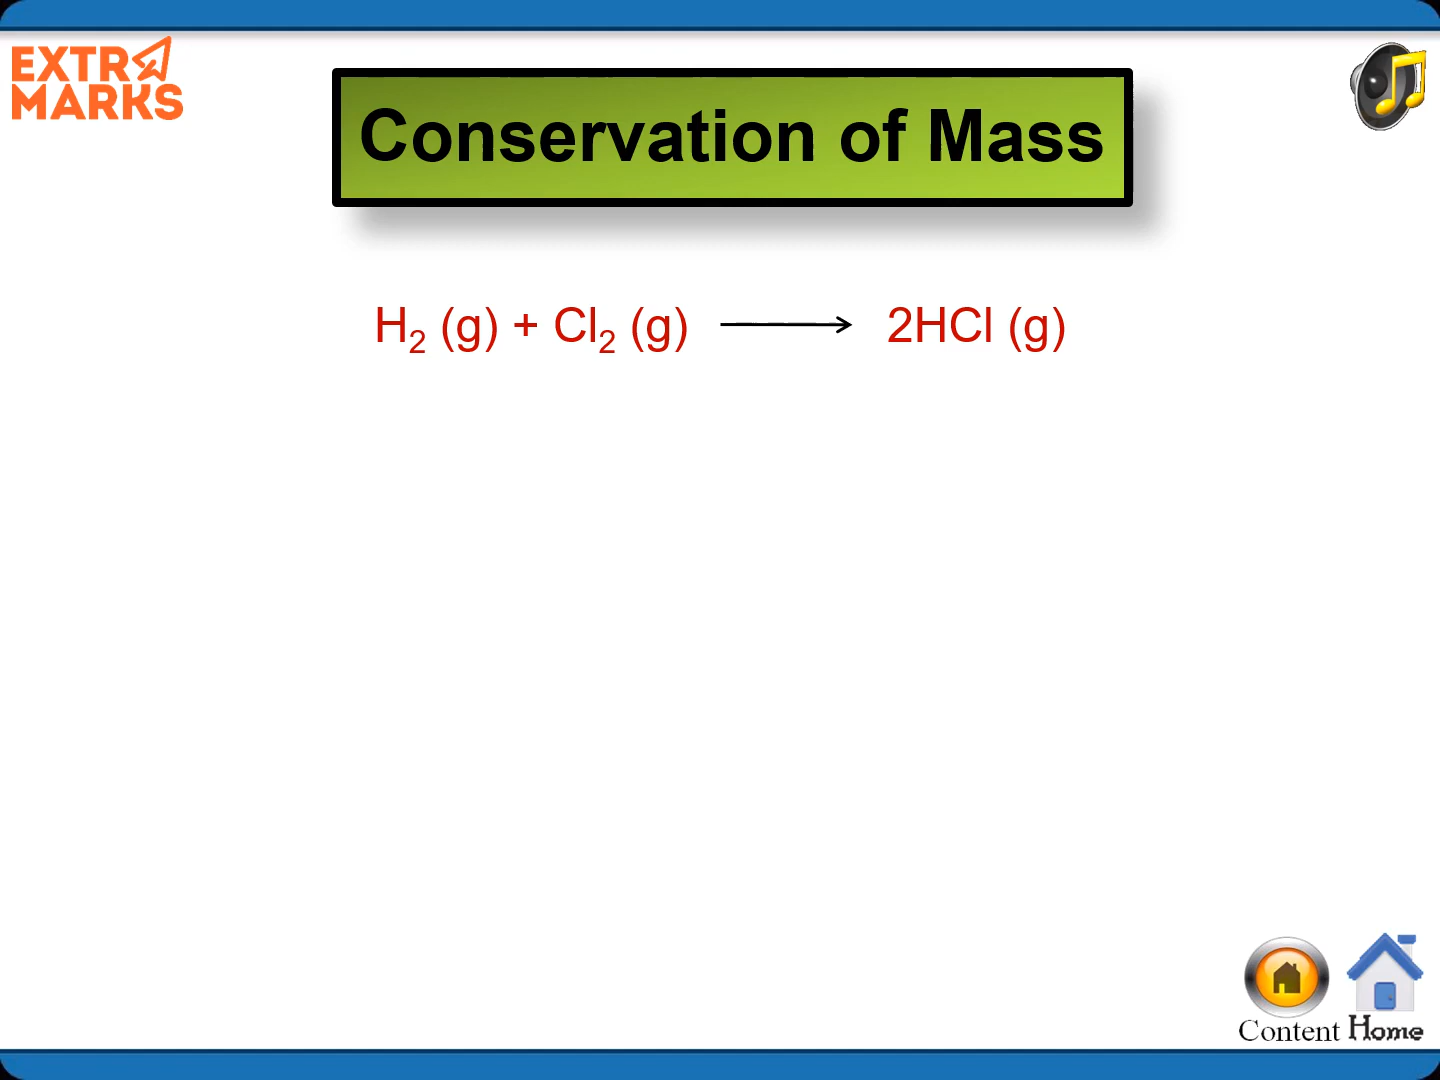 EXTRA
MARKS
Conservation of Mass
H₂ (g) + Cl₂ (g) ⟶ 2HCl (g)
Content Home